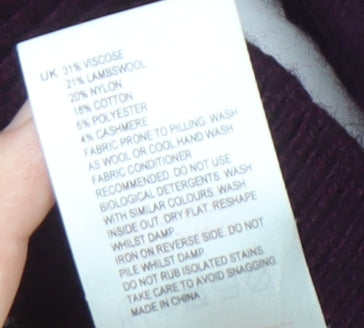 UK 31% VISCOSE
21% LAMBSWOOL
20% NYLON
18% COTTON
6% POLYESTER
4% CASHMERE
FABRIC PRONE TO PILLING. WASH
AS WOOL OR COOL HAND WASH
FABRIC CONDITIONER
RECOMMENDED. DO NOT USE
BIOLOGICAL DETERGENTS. WASH
WITH SIMILAR COLOURS. WASH
INSIDE OUT. DRY FLAT. RESHAPE
WHILST DAMP.
IRON ON REVERSE SIDE. DO NOT
PILE WHILST DAMP.
DO NOT RUB ISOLATED STAINS.
TAKE CARE TO AVOID SNAGGING.
MADE IN CHINA